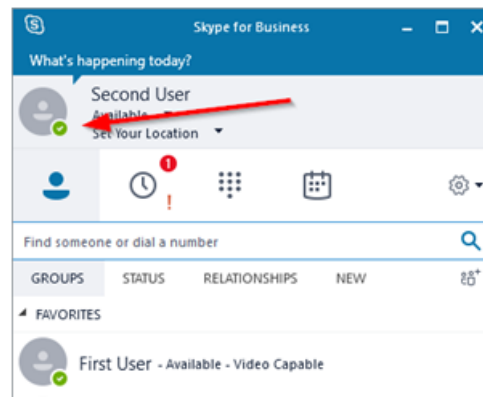 Skype for Business
What's happening today?
Second User
Available
Set Your Location
1
!
Find someone or dial a number
GROUPS STATUS RELATIONSHIPS NEW
FAVORITES
First User - Available - Video Capable